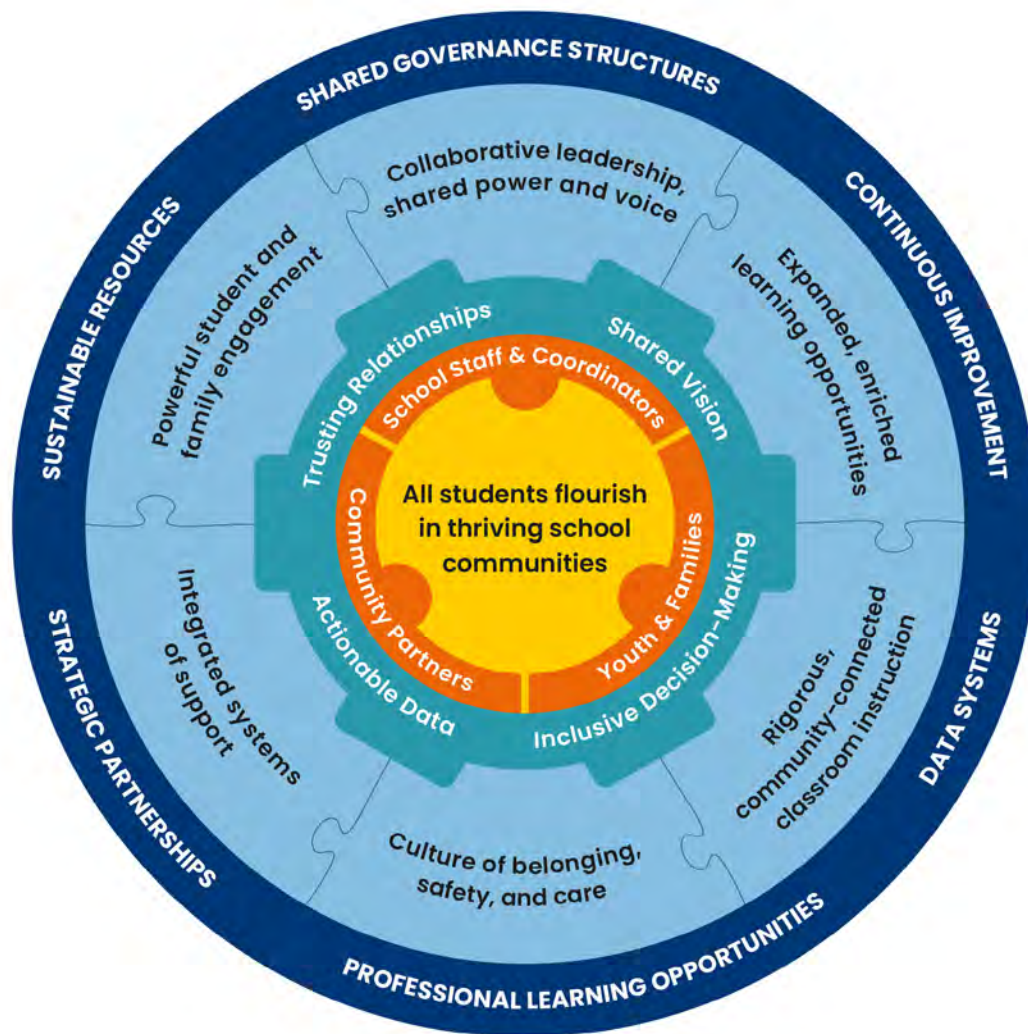 SHARED GOVERNANCE STRUCTURES
CONTINUOUS IMPROVEMENT
DATA SYSTEMS
PROFESSIONAL LEARNING OPPORTUNITIES
STRATEGIC PARTNERSHIPS
SUSTAINABLE RESOURCES
Collaborative leadership,
shared power and voice
Expanded, enriched
learning opportunities
Rigorous,
community-connected
classroom instruction
Culture of belonging,
safety, and care
Integrated systems
of support
Powerful student and
family engagement
Trusting Relationships
Shared Vision
Inclusive Decision-Making
Actionable Data
School Staff & Coordinators
Youth & Families
Community Partners
All students flourish
in thriving school
communities